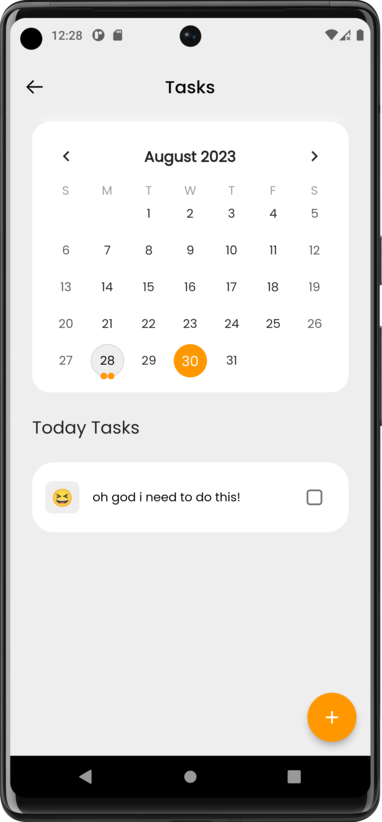 12:28
Tasks
August 2023
S M T W T F S
1 2 3 4 5
6 7 8 9 10 11 12
13 14 15 16 17 18 19
20 21 22 23 24 25 26
27 28 29 30 31
Today Tasks
oh god i need to do this!